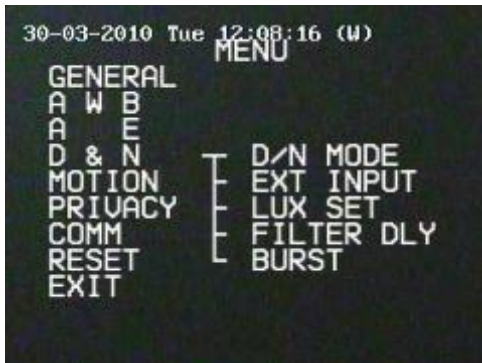 30-03-2010 Tue 12:08:16 (W)
MENU
GENERAL
A W B
A E
D & N
MOTION
PRIVACY
COMM
RESET
EXIT
D/N MODE
EXT INPUT
LUX SET
FILTER DLY
BURST